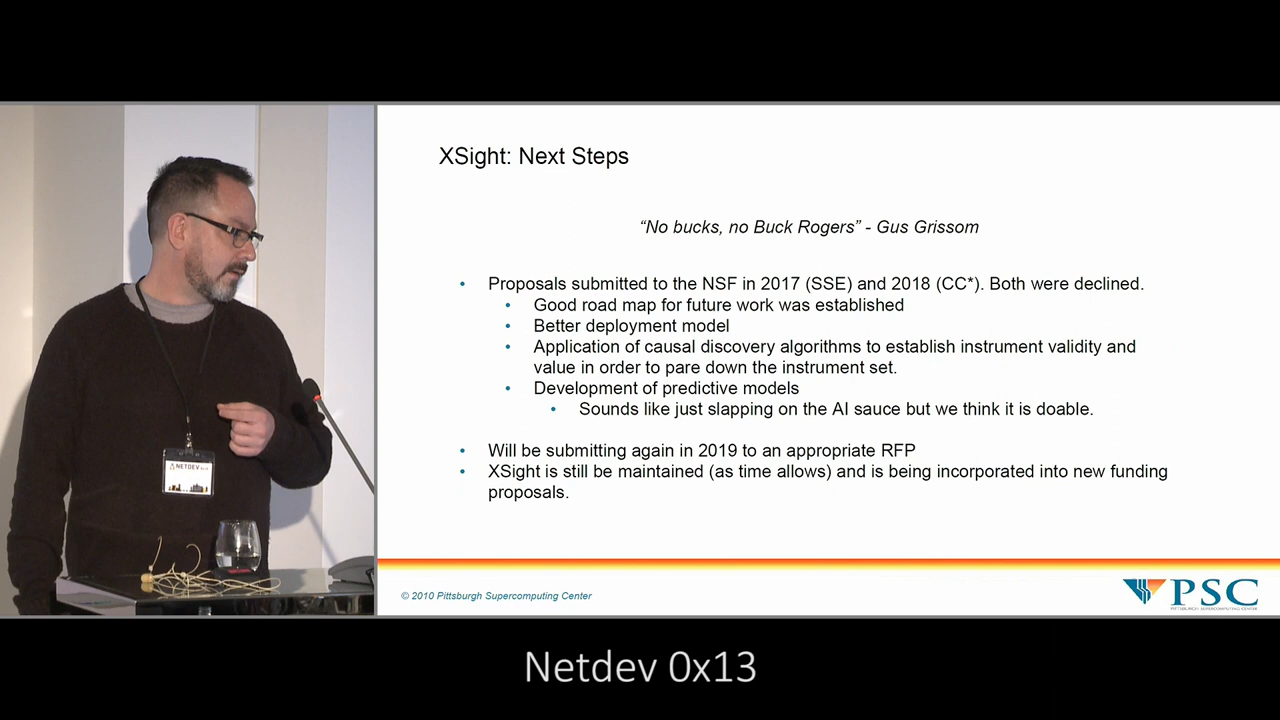 XSight: Next Steps
“No bucks, no Buck Rogers” - Gus Grissom
• Proposals submitted to the NSF in 2017 (SSE) and 2018 (CC*). Both were declined.
• Good road map for future work was established
• Better deployment model
• Application of causal discovery algorithms to establish instrument validity and
value in order to pare down the instrument set.
• Development of predictive models
• Sounds like just slapping on the AI sauce but we think it is doable.
• Will be submitting again in 2019 to an appropriate RFP
• XSight is still be maintained (as time allows) and is being incorporated into new funding
proposals.
NETDEV
© 2010 Pittsburgh Supercomputing Center
PSC
PITTSBURGH SUPERCOMPUTING CENTER
Netdev 0x13